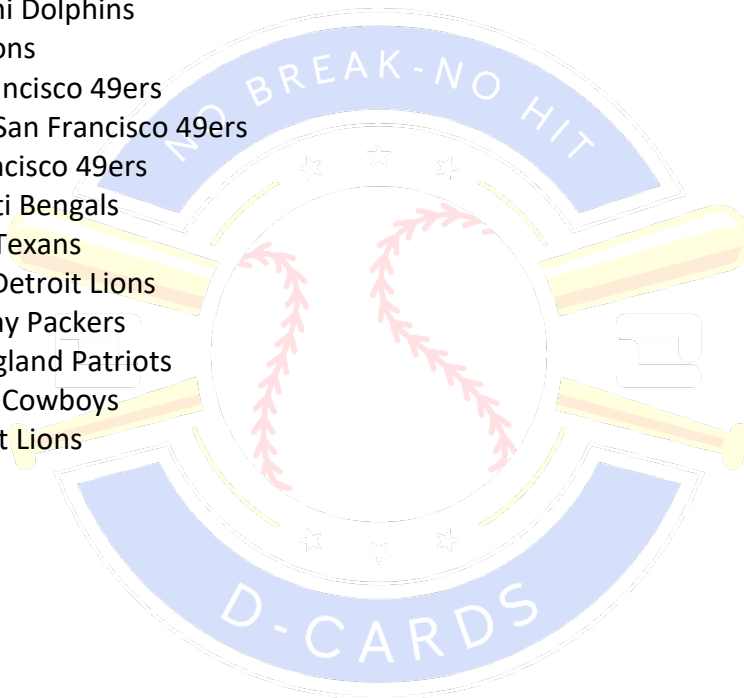 ni Dolphins
ons
ncisco 49ers
San Francisco 49ers
ncisco 49ers
ti Bengals
Texans
Detroit Lions
ay Packers
gland Patriots
Cowboys
t Lions
NO BREAK-NO HIT
D-CARDS